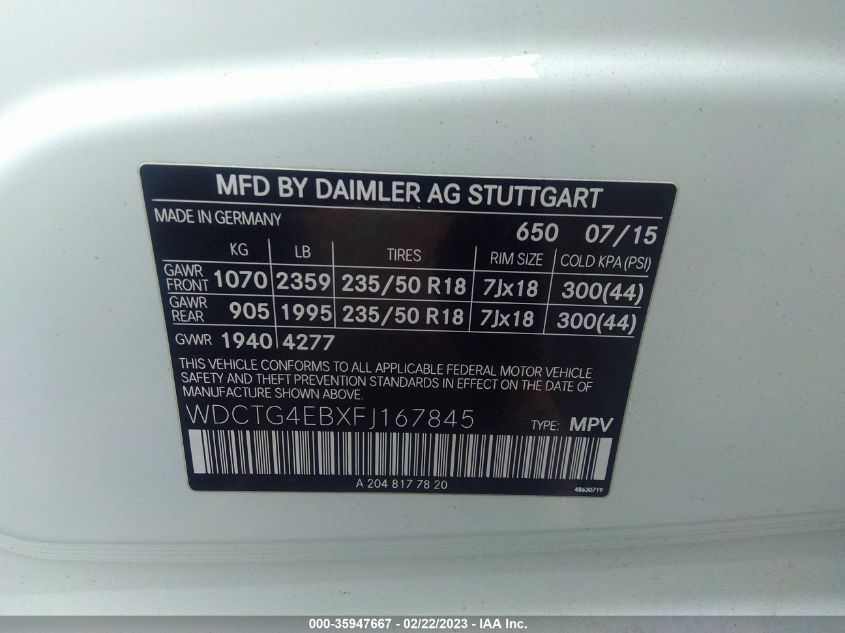 MFD BY DAIMLER AG STUTTGART
MADE IN GERMANY 650 07/15
KG LB TIRES RIM SIZE COLD KPA (PSI)
GAWR FRONT 1070 2359 235/50 R18 7Jx18 300(44)
GAWR REAR 905 1995 235/50 R18 7Jx18 300(44)
GVWR 1940 4277
THIS VEHICLE CONFORMS TO ALL APPLICABLE FEDERAL MOTOR VEHICLE
SAFETY AND THEFT PREVENTION STANDARDS IN EFFECT ON THE DATE OF
MANUFACTURE SHOWN ABOVE.
WDCTG4EBXFJ167845 TYPE: MPV
A 204 817 78 20 48630719
000-35947667 - 02/22/2023 - IAA Inc.